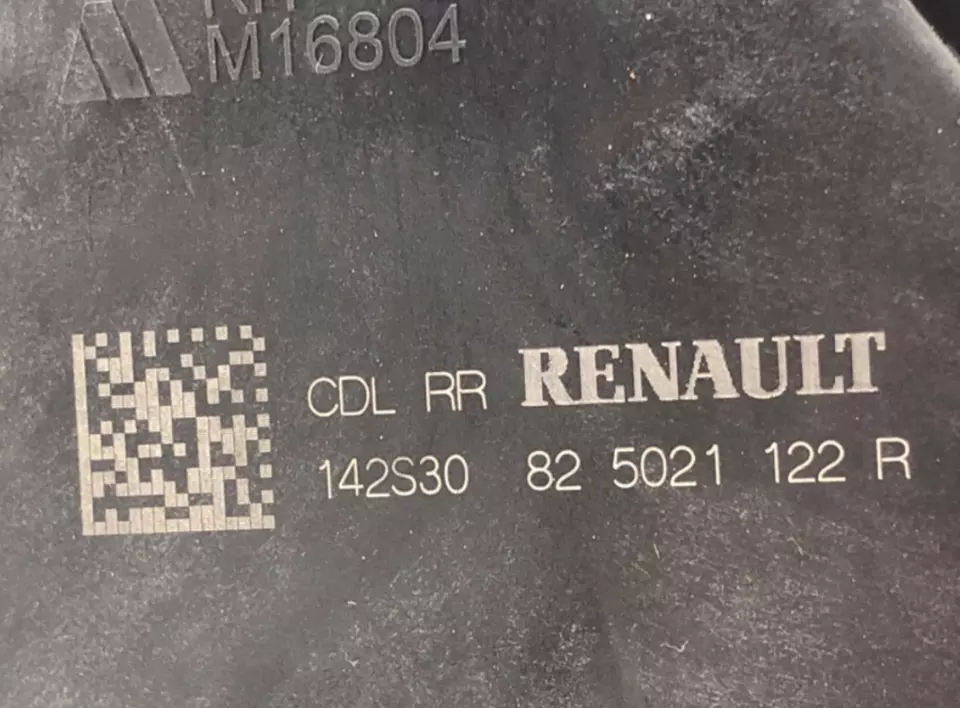 M16804
CDL RR RENAULT
142S30 82 5021 122 R